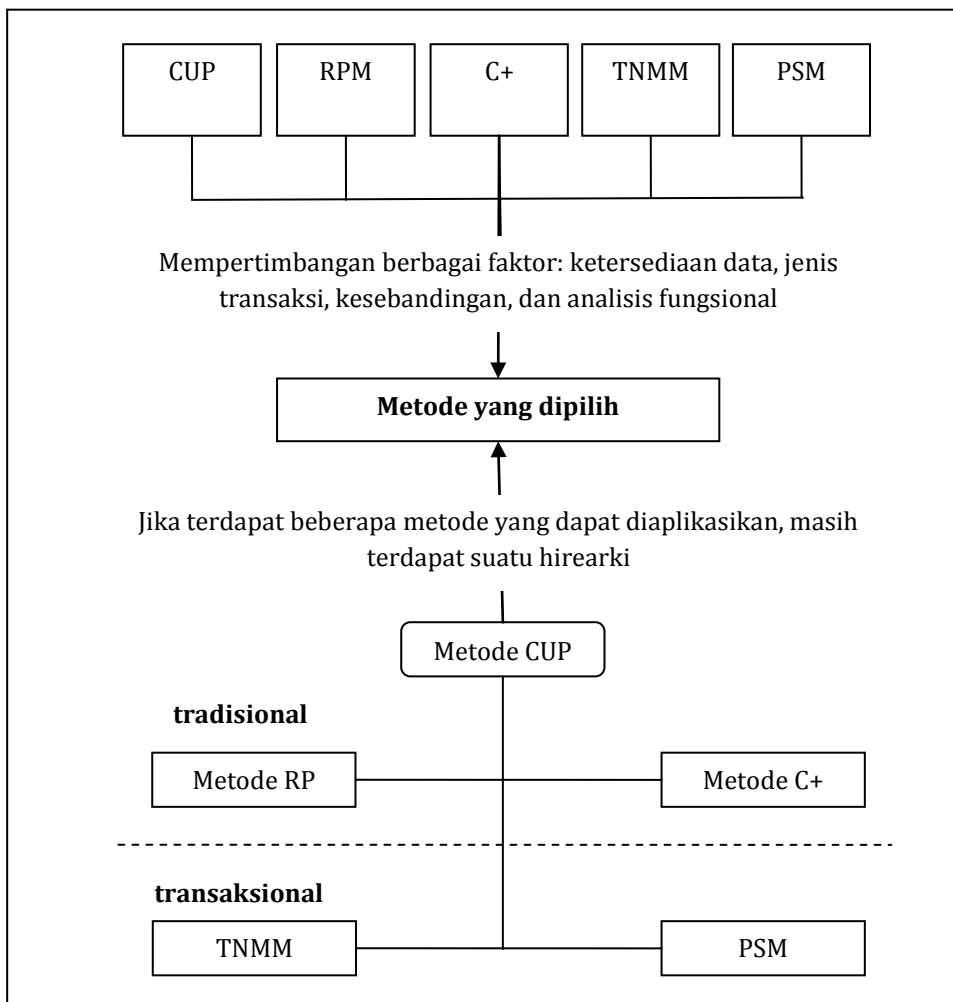 CUP RPM C+ TNMM PSM
Mempertimbangan berbagai faktor: ketersediaan data, jenis
transaksi, kesebandingan, dan analisis fungsional
Metode yang dipilih
Jika terdapat beberapa metode yang dapat diaplikasikan, masih
terdapat suatu hirearki
Metode CUP
tradisional
Metode RP Metode C+
transaksional
TNMM PSM